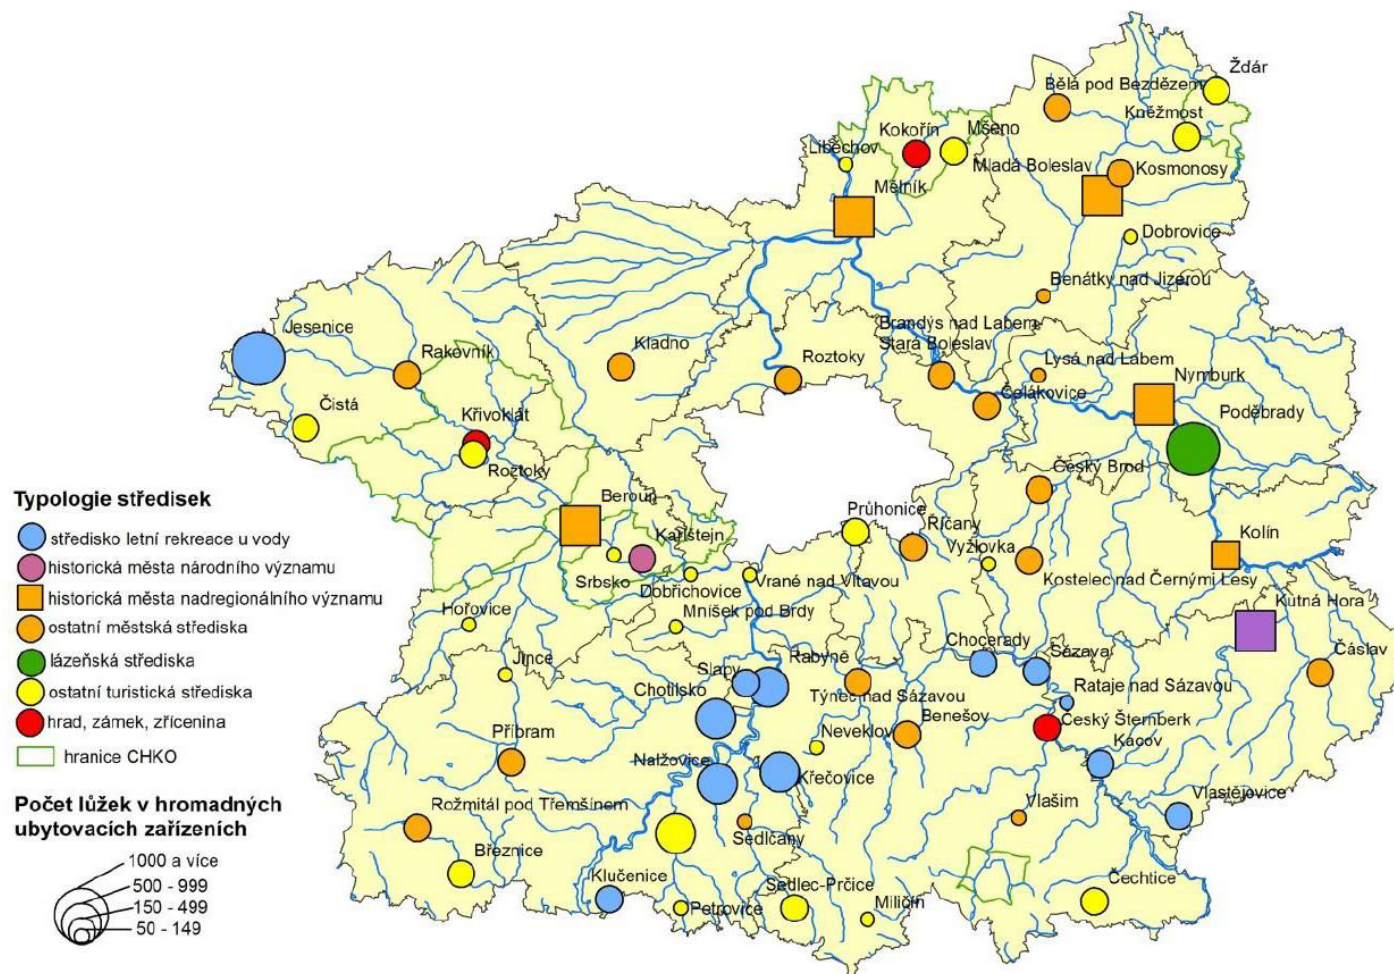 Žďár
Bělá pod Bezdězem
Kněžmost
Kokořín
Mšeno
Liběchov
Mladá Boleslav
Kosmonosy
Mělník
Dobrovice
Benátky nad Jizerou
Jesenice
Brandýs nad Labem,
Stará Boleslav
Rakovník
Kladno
Roztoky
Lysá nad Labem
Nymburk
Čelákovice
Čistá
Křivoklát
Poděbrady
Roztoky
Český Brod
Typologie středisek
Beroun
Průhonice
Říčany
Karlštejn
Kolín
středisko letní rekreace u vody
Vyžlovka
historická města národního významu
Srbsko
Dobřichovice
Vrané nad Vltavou
Kostelec nad Černými Lesy
historická města nadregionálního významu
Hořovice
Mníšek pod Brdy
Kutná Hora
ostatní městská střediska
Chocerady
lázeňská střediska
Jince
Slapy
Rabyně
Sázava
Čáslav
ostatní turistická střediska
Chotilsko
Týnec nad Sázavou
Rataje nad Sázavou
hrad, zámek, zřícenina
Benešov
Český Šternberk
Příbram
Neveklov
Kácov
hranice CHKO
Nalžovice
Křečovice
Počet lůžek v hromadných
ubytovacích zařízeních
Rožmitál pod Třemšínem
Vlašim
Vlastějovice
Sedlčany
1000 a více
Březnice
500 - 999
Klučenice
Sedlec-Prčice
Čechtice
150 - 499
Petrovice
Miličín
50 - 149